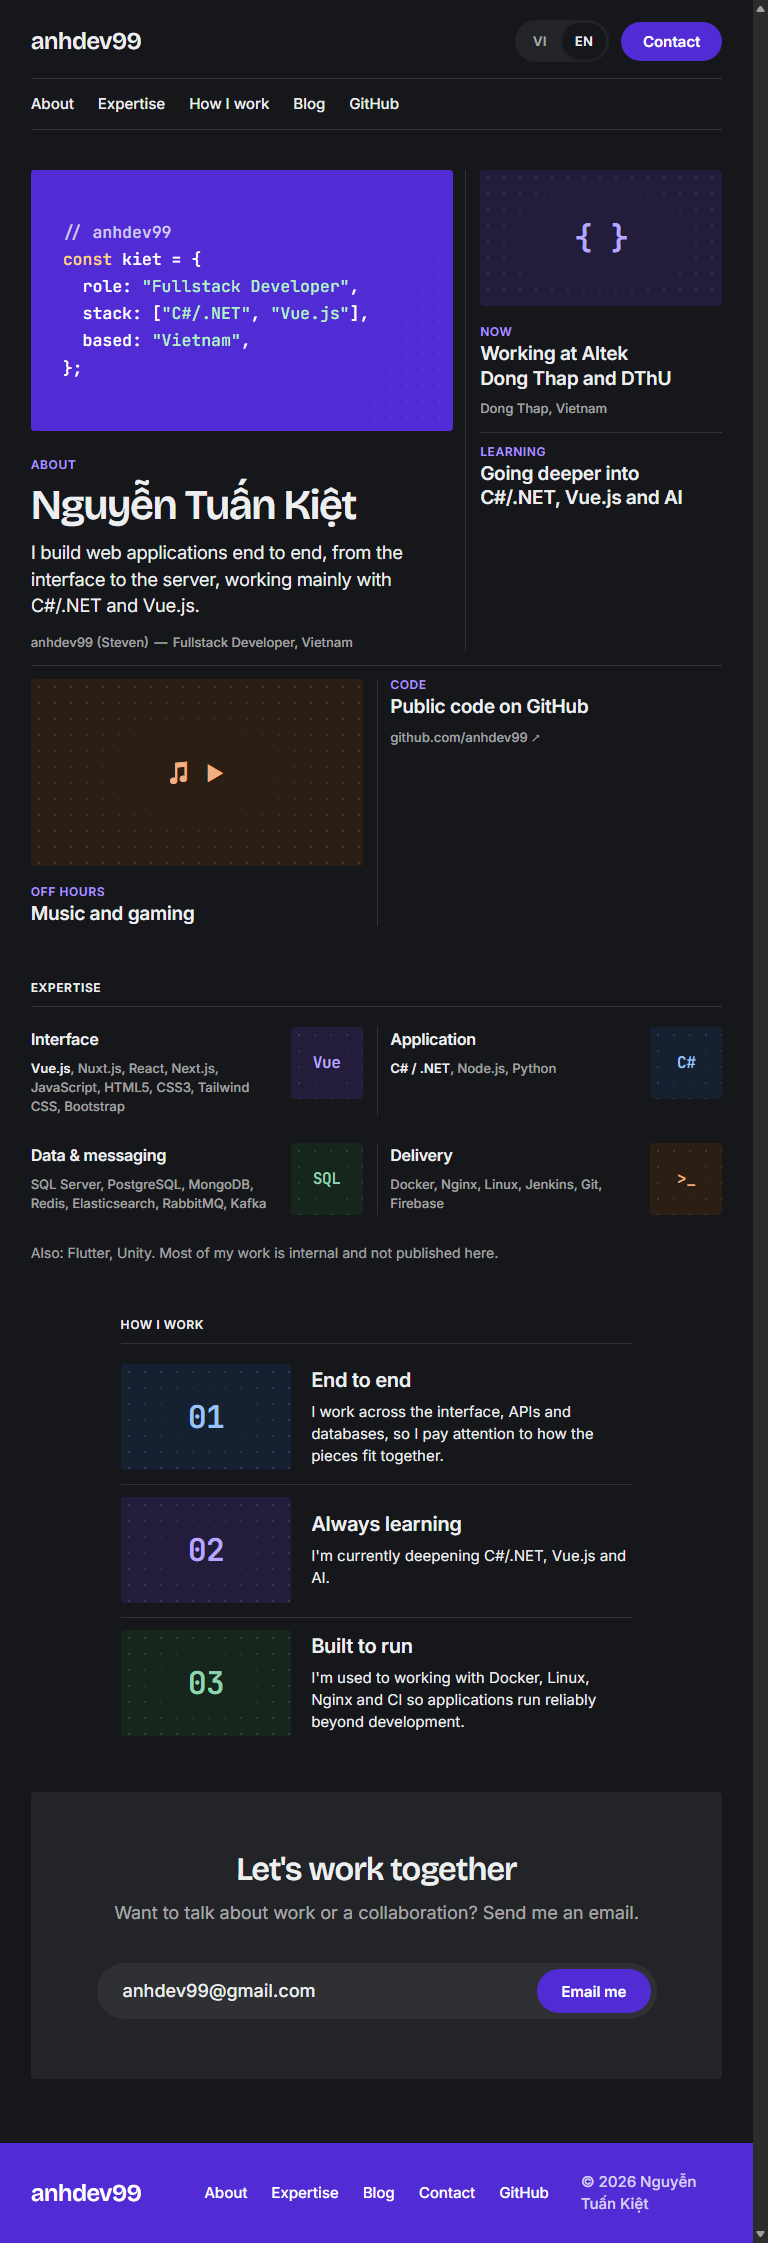 anhdev99
VI EN
Contact
About Expertise How I work Blog GitHub
// anhdev99
const kiet = {
role: "Fullstack Developer",
stack: ["C#/.NET", "Vue.js"],
based: "Vietnam",
};
ABOUT
Nguyễn Tuấn Kiệt
I build web applications end to end, from the
interface to the server, working mainly with
C#/.NET and Vue.js.
anhdev99 (Steven) — Fullstack Developer, Vietnam
{ }
NOW
Working at Altek
Dong Thap and DThU
Dong Thap, Vietnam
LEARNING
Going deeper into
C#/.NET, Vue.js and AI
OFF HOURS
Music and gaming
CODE
Public code on GitHub
github.com/anhdev99 ↗
EXPERTISE
Interface
Vue.js, Nuxt.js, React, Next.js,
JavaScript, HTML5, CSS3, Tailwind
CSS, Bootstrap
Vue
Application
C# / .NET, Node.js, Python
C#
Data & messaging
SQL Server, PostgreSQL, MongoDB,
Redis, Elasticsearch, RabbitMQ, Kafka
SQL
Delivery
Docker, Nginx, Linux, Jenkins, Git,
Firebase
>_
Also: Flutter, Unity. Most of my work is internal and not published here.
HOW I WORK
01
End to end
I work across the interface, APIs and
databases, so I pay attention to how the
pieces fit together.
02
Always learning
I'm currently deepening C#/.NET, Vue.js and
AI.
03
Built to run
I'm used to working with Docker, Linux,
Nginx and CI so applications run reliably
beyond development.
Let's work together
Want to talk about work or a collaboration? Send me an email.
anhdev99@gmail.com
Email me
anhdev99
About Expertise Blog Contact GitHub
© 2026 Nguyễn
Tuấn Kiệt